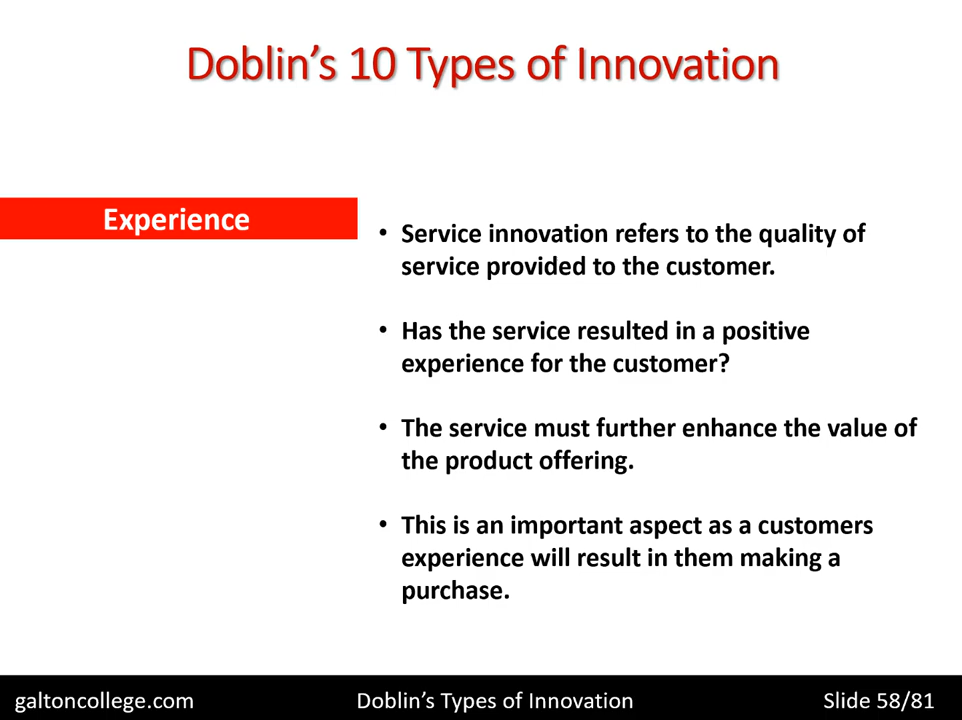 Doblin’s 10 Types of Innovation
Experience
• Service innovation refers to the quality of
service provided to the customer.
• Has the service resulted in a positive
experience for the customer?
• The service must further enhance the value of
the product offering.
• This is an important aspect as a customers
experience will result in them making a
purchase.
galtoncollege.com
Doblin’s Types of Innovation
Slide 58/81